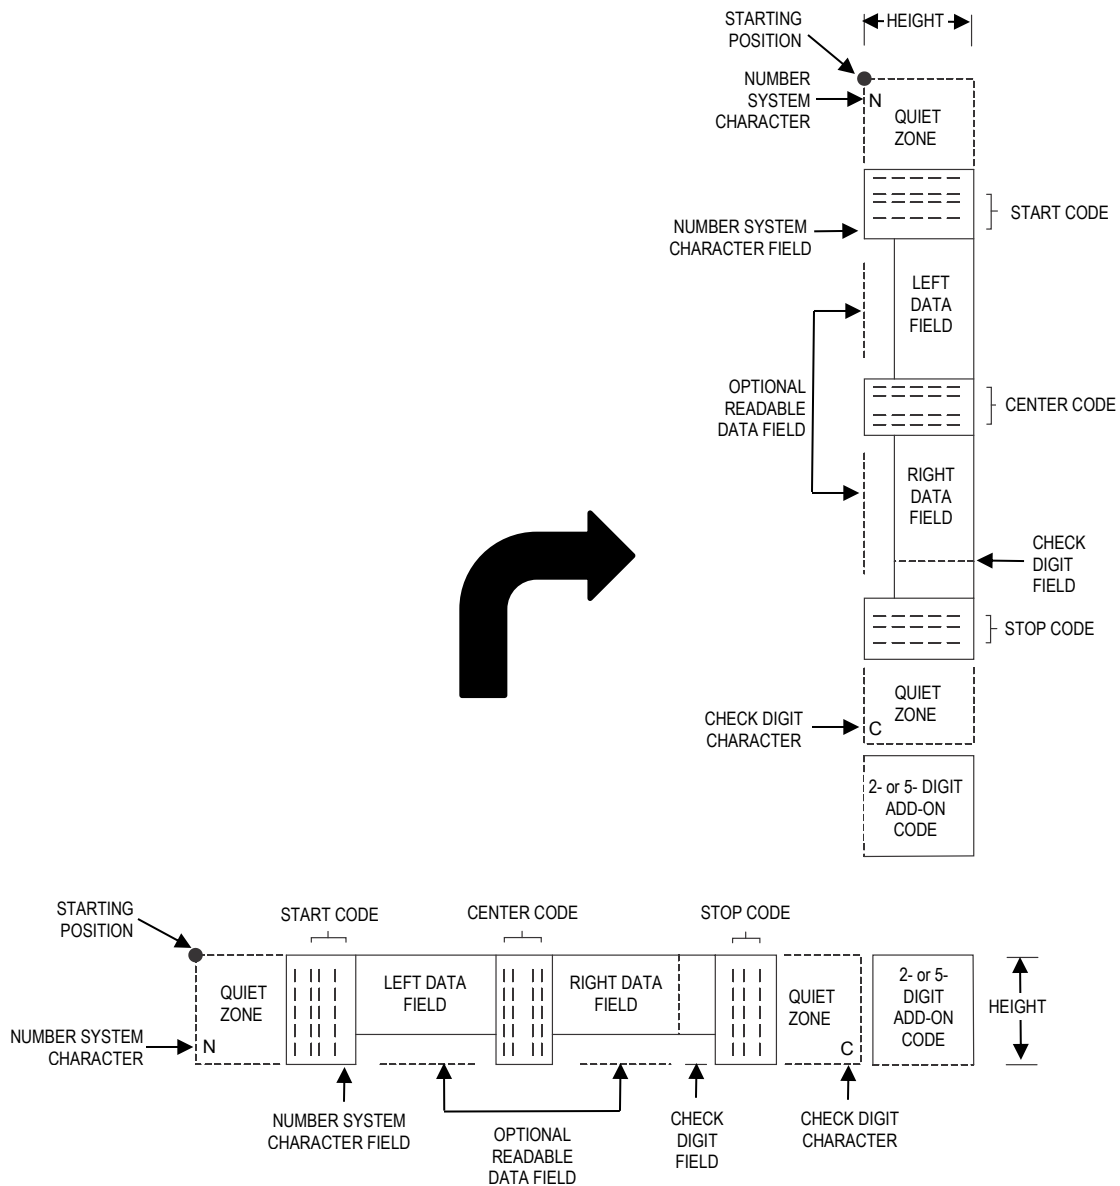 STARTING
POSITION
HEIGHT
NUMBER
SYSTEM
CHARACTER
N
QUIET
ZONE
START CODE
NUMBER SYSTEM
CHARACTER FIELD
LEFT
DATA
FIELD
OPTIONAL
READABLE
DATA FIELD
CENTER CODE
RIGHT
DATA
FIELD
CHECK
DIGIT
FIELD
STOP CODE
QUIET
ZONE
CHECK DIGIT
CHARACTER
C
2- or 5- DIGIT
ADD-ON
CODE
STARTING
POSITION
START CODE
CENTER CODE
STOP CODE
QUIET
ZONE
LEFT DATA
FIELD
RIGHT DATA
FIELD
QUIET
ZONE
2- or 5-
DIGIT
ADD-ON
CODE
HEIGHT
NUMBER SYSTEM
CHARACTER
N
C
NUMBER SYSTEM
CHARACTER FIELD
OPTIONAL
READABLE
DATA FIELD
CHECK
DIGIT
FIELD
CHECK DIGIT
CHARACTER